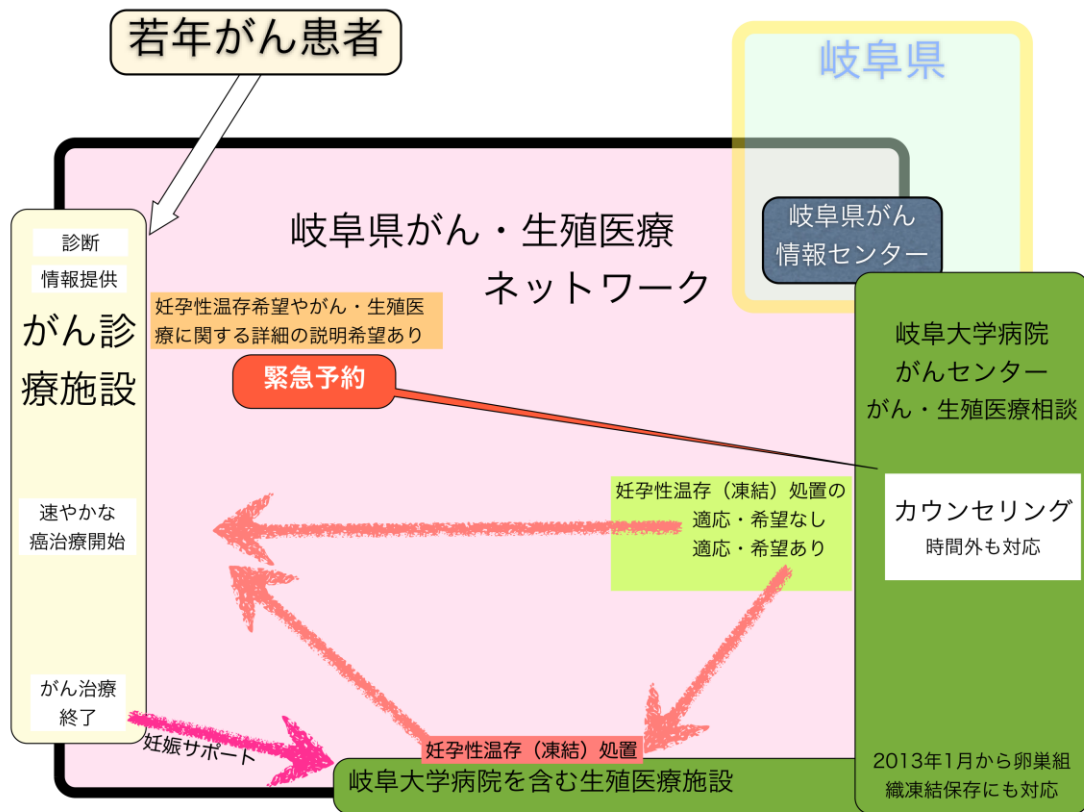 若年がん患者
岐阜県
岐阜県がん・生殖医療
ネットワーク
岐阜県がん
情報センター
診断
情報提供
がん診
療施設
妊孕性温存希望やがん・生殖医
療に関する詳細の説明希望あり
緊急予約
岐阜大学病院
がんセンター
がん・生殖医療相談
カウンセリング
時間外も対応
妊孕性温存（凍結）処置の
適応・希望なし
適応・希望あり
速やかな
癌治療開始
がん治療
終了
妊娠サポート
妊孕性温存（凍結）処置
岐阜大学病院を含む生殖医療施設
2013年1月から卵巣組
織凍結保存にも対応